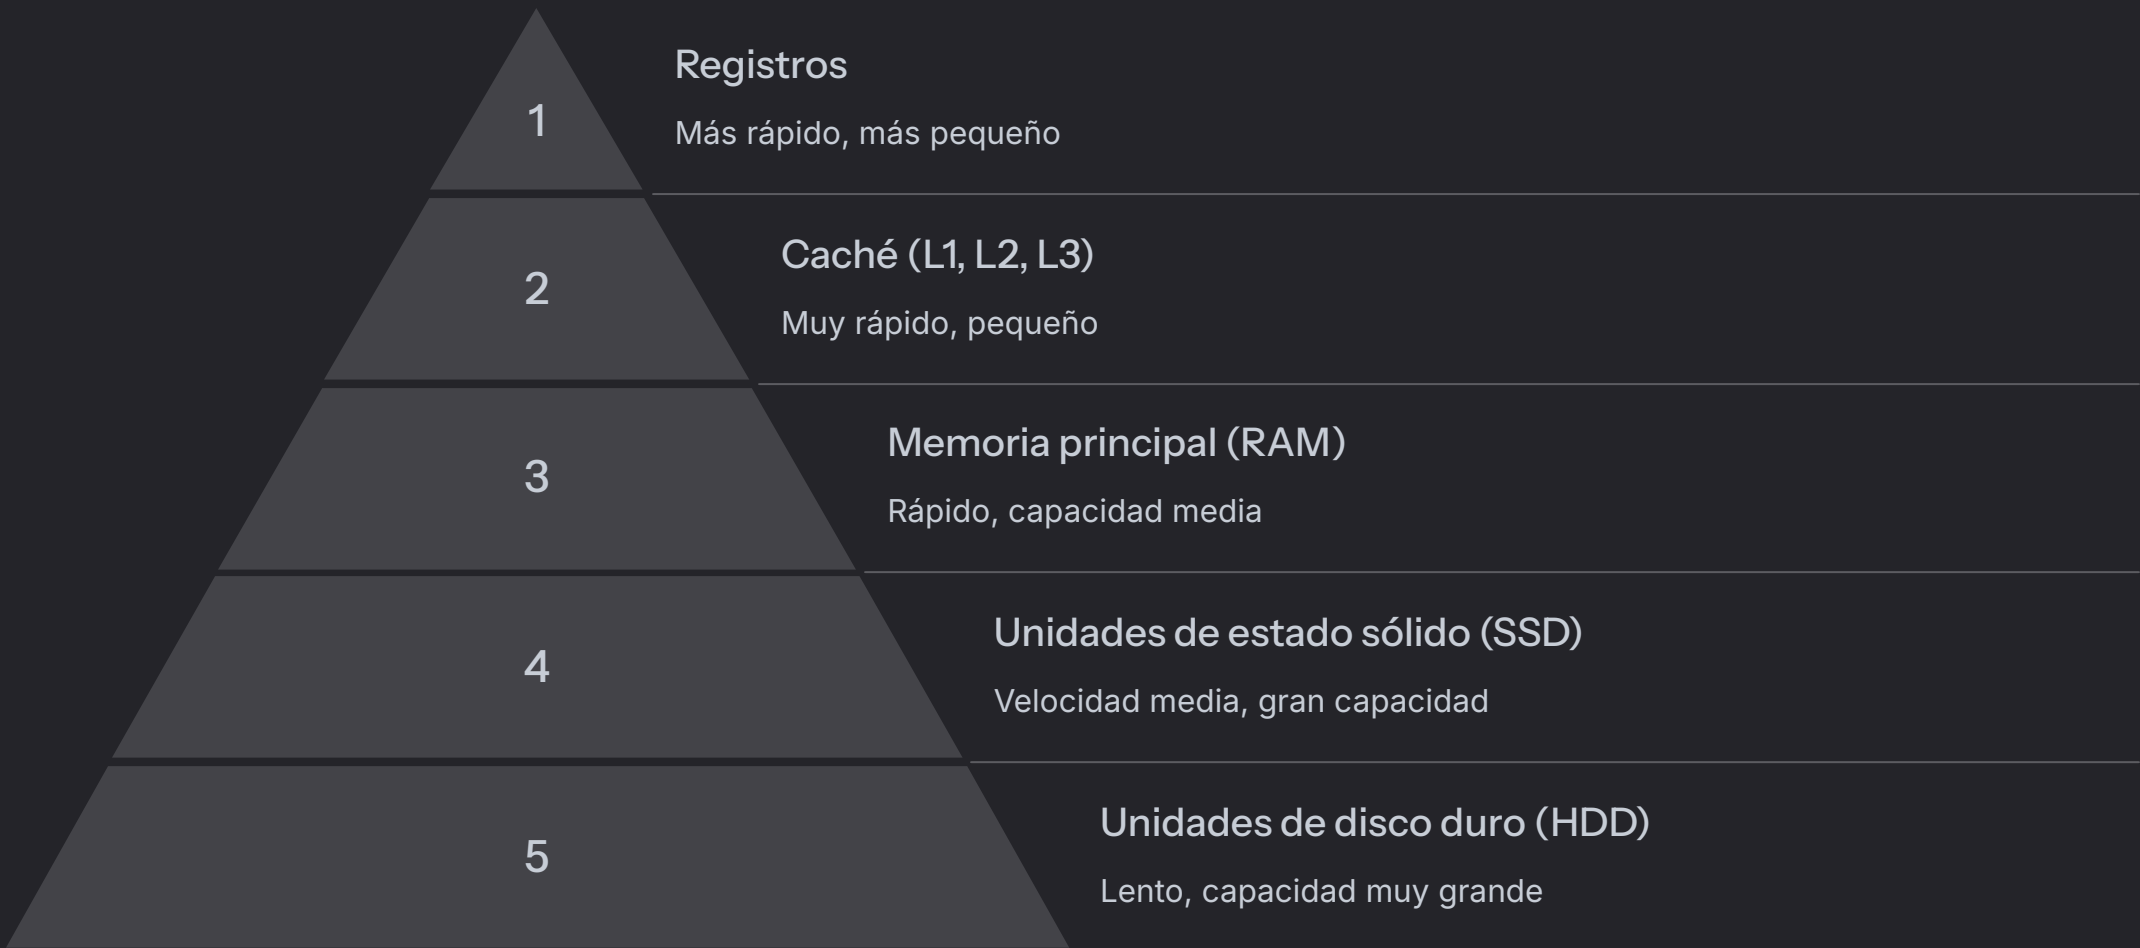 1
Registros
Más rápido, más pequeño
2
Caché (L1, L2, L3)
Muy rápido, pequeño
3
Memoria principal (RAM)
Rápido, capacidad media
4
Unidades de estado sólido (SSD)
Velocidad media, gran capacidad
5
Unidades de disco duro (HDD)
Lento, capacidad muy grande